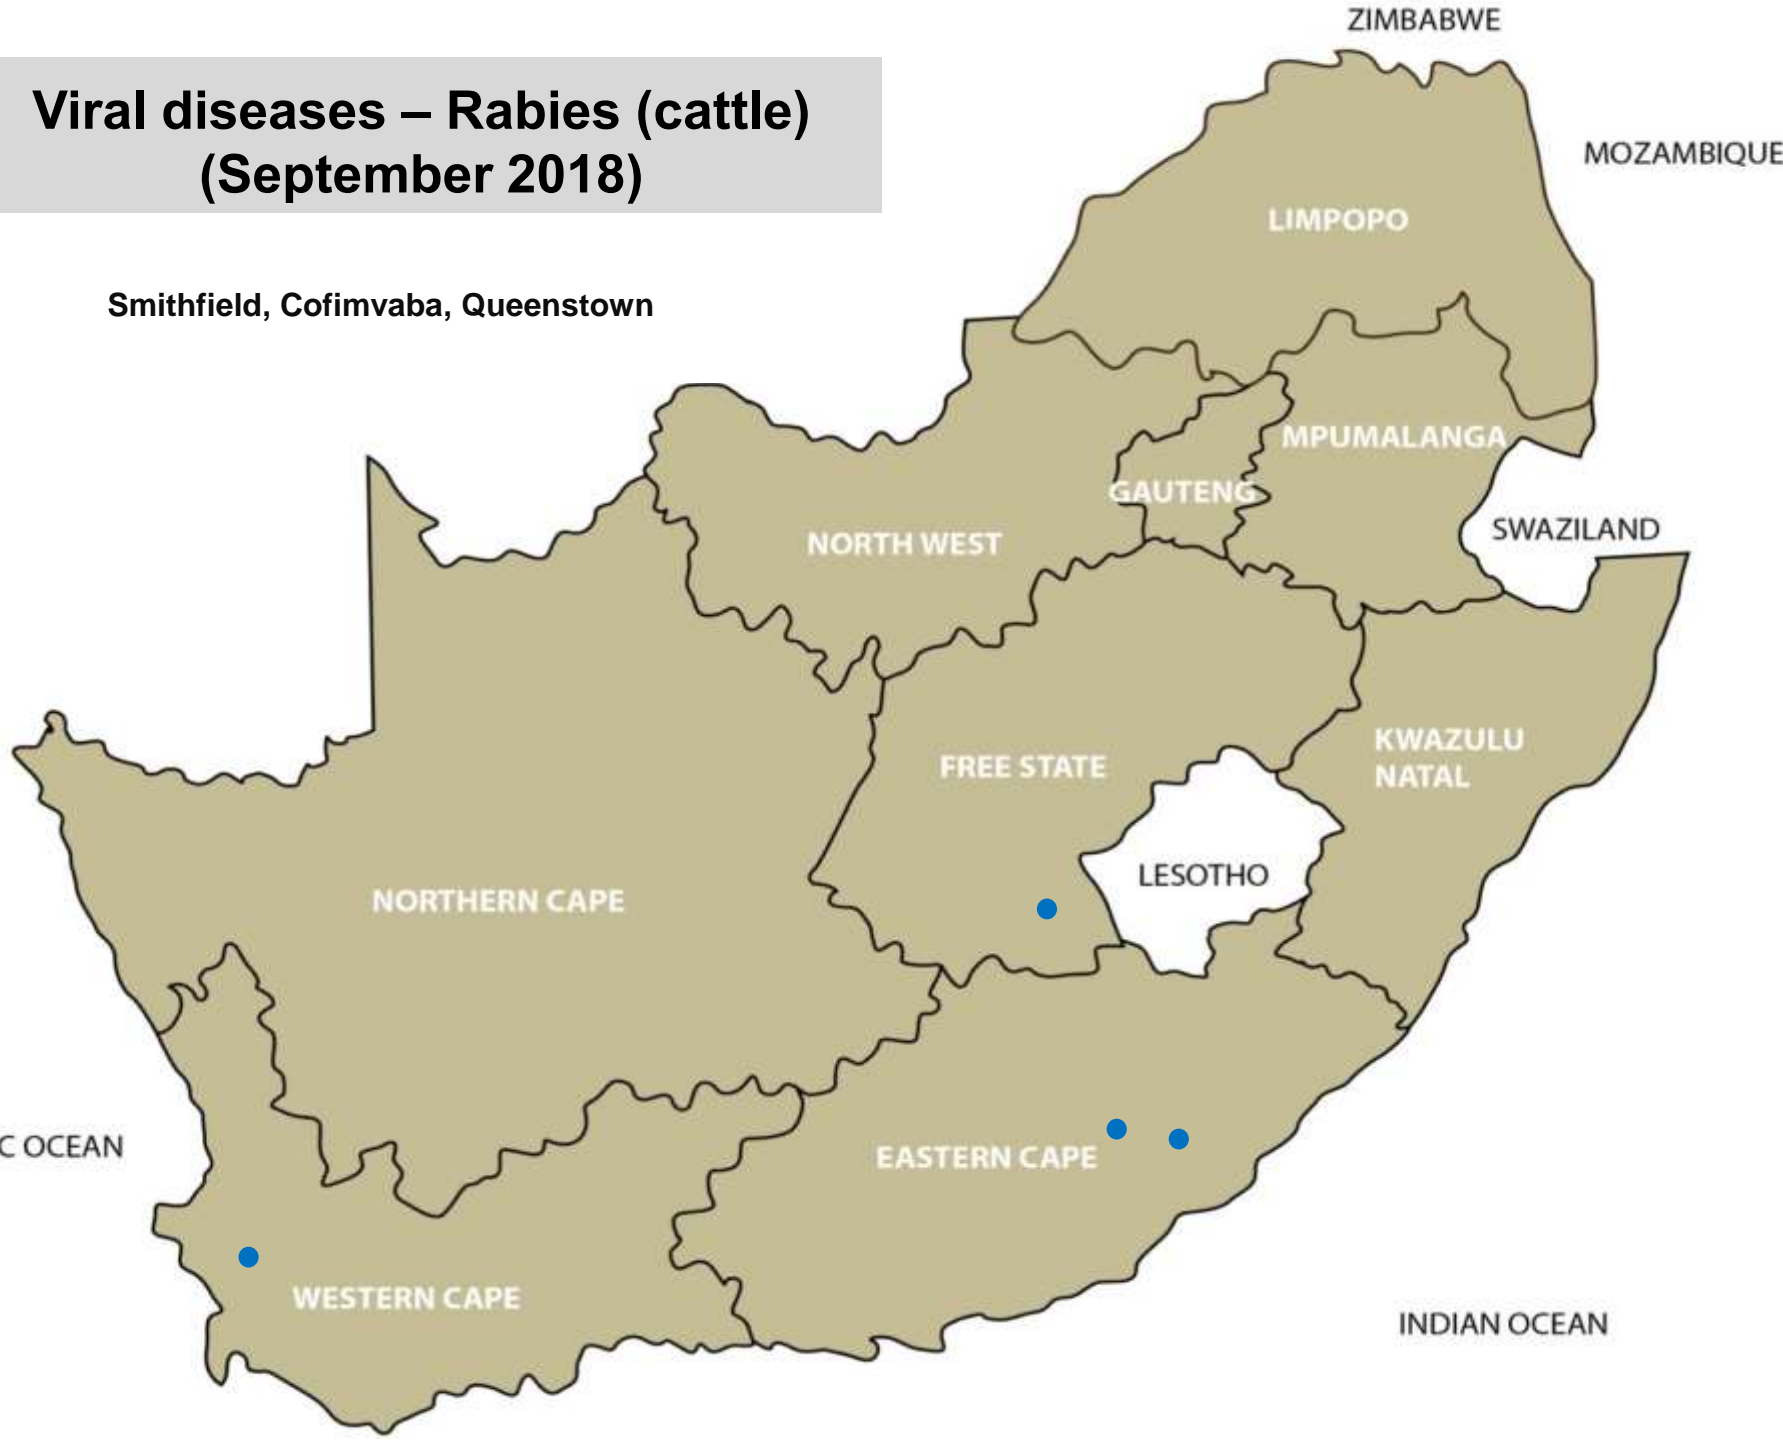 ZIMBABWE
Viral diseases – Rabies (cattle)
(September 2018)
MOZAMBIQUE
LIMPOPO
Smithfield, Cofimvaba, Queenstown
MPUMALANGA
GAUTENG
SWAZILAND
NORTH WEST
KWAZULU
NATAL
FREE STATE
LESOTHO
NORTHERN CAPE
C OCEAN
EASTERN CAPE
WESTERN CAPE
INDIAN OCEAN